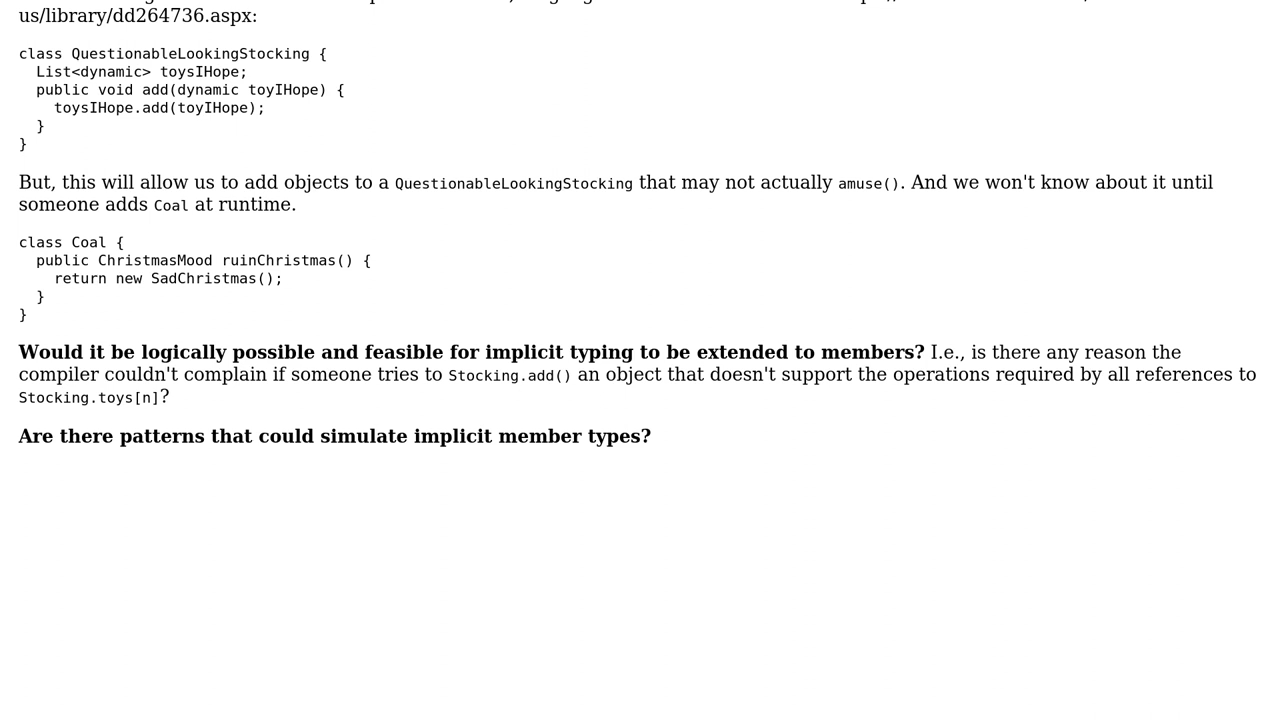 us/library/dd264736.aspx:
class QuestionableLookingStocking {
  List<dynamic> toysIHope;
  public void add(dynamic toyIHope) {
    toysIHope.add(toyIHope);
  }
}
But, this will allow us to add objects to a QuestionableLookingStocking that may not actually amuse(). And we won't know about it until
someone adds Coal at runtime.
class Coal {
  public ChristmasMood ruinChristmas() {
    return new SadChristmas();
  }
}
Would it be logically possible and feasible for implicit typing to be extended to members? I.e., is there any reason the
compiler couldn't complain if someone tries to Stocking.add() an object that doesn't support the operations required by all references to
Stocking.toys[n]?
Are there patterns that could simulate implicit member types?